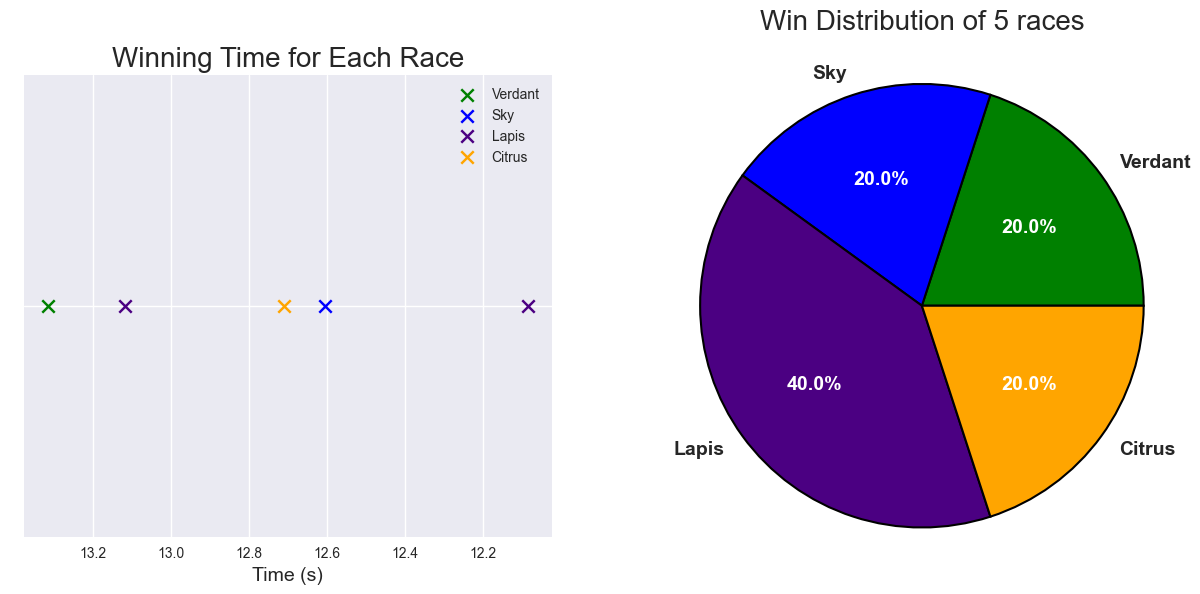 Winning Time for Each Race
Verdant
Sky
Lapis
Citrus
13.2 13.0 12.8 12.6 12.4 12.2
Time (s)
Win Distribution of 5 races
Sky
Verdant
20.0%
20.0%
40.0%
20.0%
Lapis
Citrus